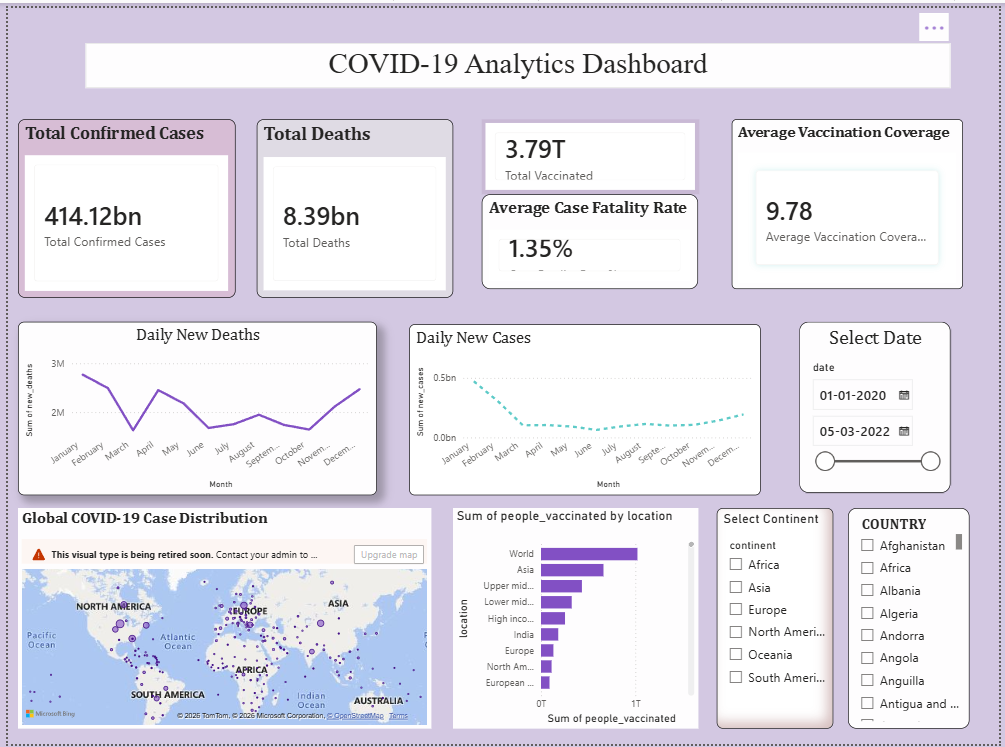 COVID-19 Analytics Dashboard
Total Confirmed Cases
414.12bn
Total Confirmed Cases
Total Deaths
8.39bn
Total Deaths
3.79T
Total Vaccinated
Average Case Fatality Rate
1.35%
Average Vaccination Coverage
9.78
Average Vaccination Covera...
Daily New Deaths
Sum of new_deaths
3M
2M
January
February
March
April
May
June
July
August
Septem...
October
Novem...
Decem...
Month
Daily New Cases
Sum of new_cases
0.5bn
0.0bn
January
February
March
April
May
June
July
August
Septe...
October
Novem...
Decem...
Month
Select Date
date
01-01-2020
05-03-2022
Global COVID-19 Case Distribution
This visual type is being retired soon. Contact your admin to ...
Upgrade map
NORTH AMERICA
EUROPE
ASIA
Pacific
Ocean
Atlantic
Ocean
AFRICA
SOUTH AMERICA
Indian
Ocean
AUSTRALIA
Microsoft Bing
© 2026 TomTom, © 2026 Microsoft Corporation, © OpenStreetMap Terms
Sum of people_vaccinated by location
location
World
Asia
Upper mid...
Lower mid...
High inco...
India
Europe
North Am...
European ...
0T
1T
Sum of people_vaccinated
Select Continent
continent
Africa
Asia
Europe
North Ameri...
Oceania
South Ameri...
COUNTRY
Afghanistan
Africa
Albania
Algeria
Andorra
Angola
Anguilla
Antigua and ...